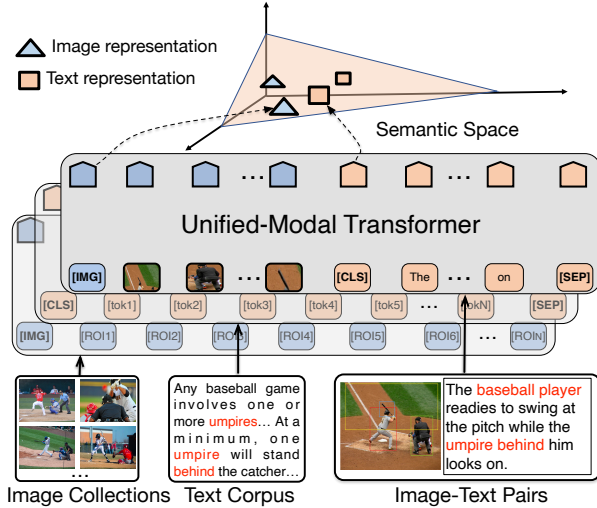 Image representation
Text representation
Semantic Space
...
...
Unified-Modal Transformer
[IMG]
...
[CLS]
The
...
on
[SEP]
[CLS]
[tok1]
[tok2]
[tok3]
[tok4]
[tok5]
...
[tokN]
[SEP]
[IMG]
[ROI1]
[ROI2]
[ROI4]
[ROI5]
[ROI6]
...
[ROIN]
...
Any baseball game
involves one or
more umpires... At a
minimum, one
umpire will stand
behind the catcher...
The baseball player
readies to swing at
the pitch while the
umpire behind him
looks on.
Image Collections
Text Corpus
Image-Text Pairs